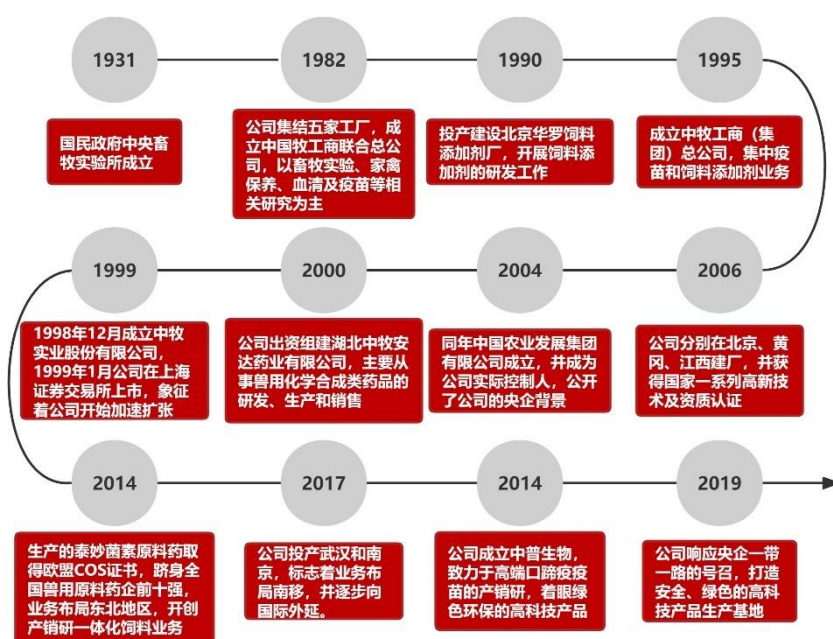 1931
1982
1990
1995
国民政府中央畜
牧实验所成立
公司集结五家工厂，成
立中国牧工商联合总公
司，以畜牧实验、家禽
保养、血清及疫苗等相
关研究为主
投产建设北京华罗饲料
添加剂厂，开展饲料添
加剂的研发工作
成立中牧工商（集
团）总公司，集中疫
苗和饲料添加剂业务
1999
2000
2004
2006
1998年12月成立中牧
实业股份有限公司，
1999年1月公司在上海
证券交易所上市，象征
着公司开始加速扩张
公司出资组建湖北中牧安
达药业有限公司，主要从
事兽用化学合成类药品的
研发、生产和销售
同年中国农业发展集团
有限公司成立，并成为
公司实际控制人，公开
了公司的央企背景
公司分别在北京、黄
冈、江西建厂，并获
得国家一系列高新技
术及资质认证
2014
2017
2014
2019
生产的泰妙菌素原料药取
得欧盟COS证书，跻身全
国兽用原料药企前十强，
业务布局东北地区，开创
产销研一体化饲料业务
公司投产武汉和南
京，标志着业务布
局南移，并逐步向
国际外延。
公司成立中普生物，
致力于高端口蹄疫疫
苗的产销研，着眼绿
色环保的高科技产品
公司响应央企一带
一路的号召，打造
安全、绿色的高科
技产品生产基地